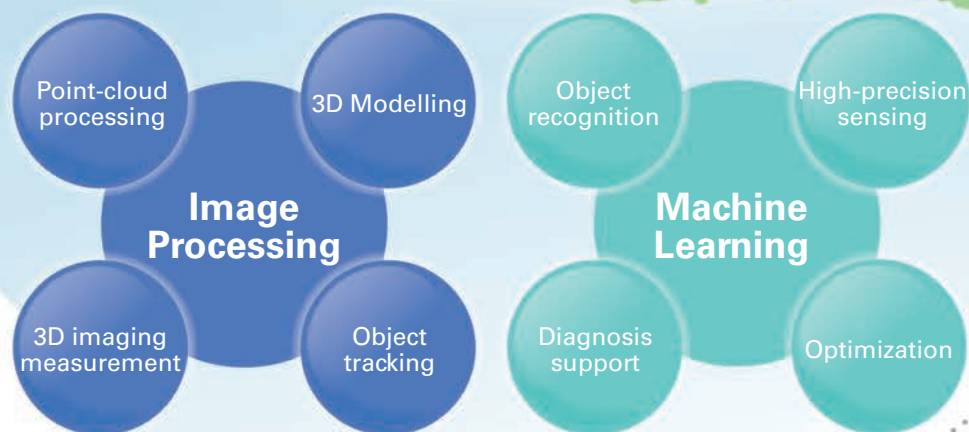 Point-cloud
processing
3D Modelling
Image
Processing
3D imaging
measurement
Object
tracking
Object
recognition
High-precision
sensing
Machine
Learning
Diagnosis
support
Optimization